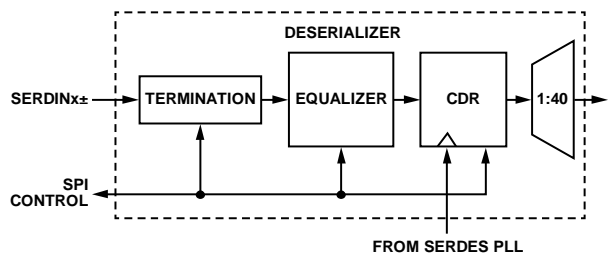 DESERIALIZER
SERDINx±
TERMINATION
EQUALIZER
CDR
1:40
SPI
CONTROL
FROM SERDES PLL